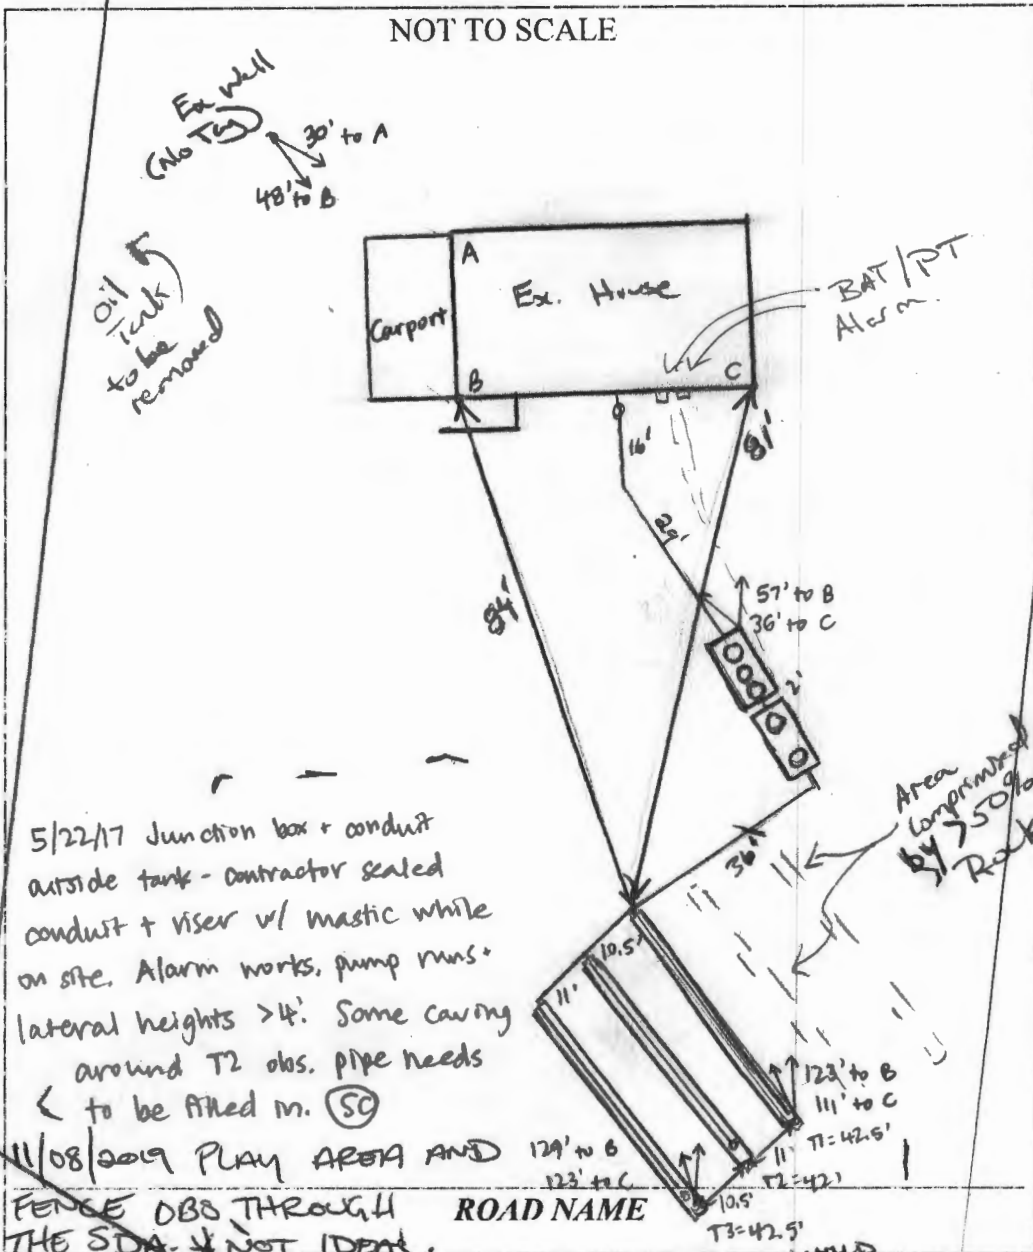 NOT TO SCALE
Ex Well
(No Tag)
30' to A
48' to B
Oil
Tank
to be
removed
A
Ex. House
Carport
B
C
BAT/PT
Alarm.
16'
81'
29'
84'
57' to B
36' to C
2'
Area
comprimised
by >50%
Rock
36'
10.5'
11'
5/22/17 Junction box + conduit
outside tank - contractor sealed
conduit + riser w/ mastic while
on site. Alarm works, pump runs.
lateral heights >4'. Some caving
around T2 obs. pipe needs
to be filled in. SC
123' to B
111' to C
T1=42.5'
11'
T2=42'
129' to B
123' to C
10.5'
T3=42.5'
11/08/2019 PLAY AREA AND
FENCE OBS THROUGH
THE SDA. NOT IDEAL.
ROAD NAME